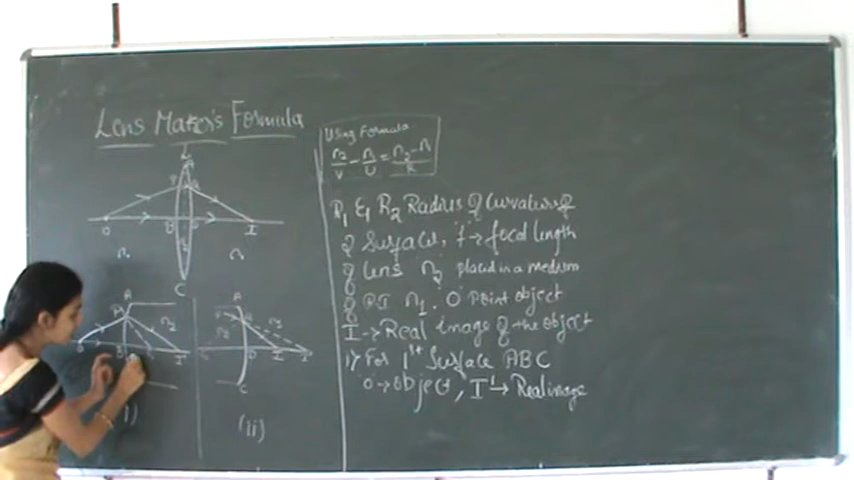 Lens Maker's Formula
Using Formula
n2/v - n1/u = n2-n1/R
R1 & R2 Radius of Curvature of
of Surfaces, f→focal length
of lens n2 placed in a medium
of R.I n1. O Point object
I→Real image of the object
1) For 1st Surface ABC
O→object, I'→Real image
L
A
O
B
I
C
A
n2
O
B
I'
A
C
D
I
I'
C
(ii)